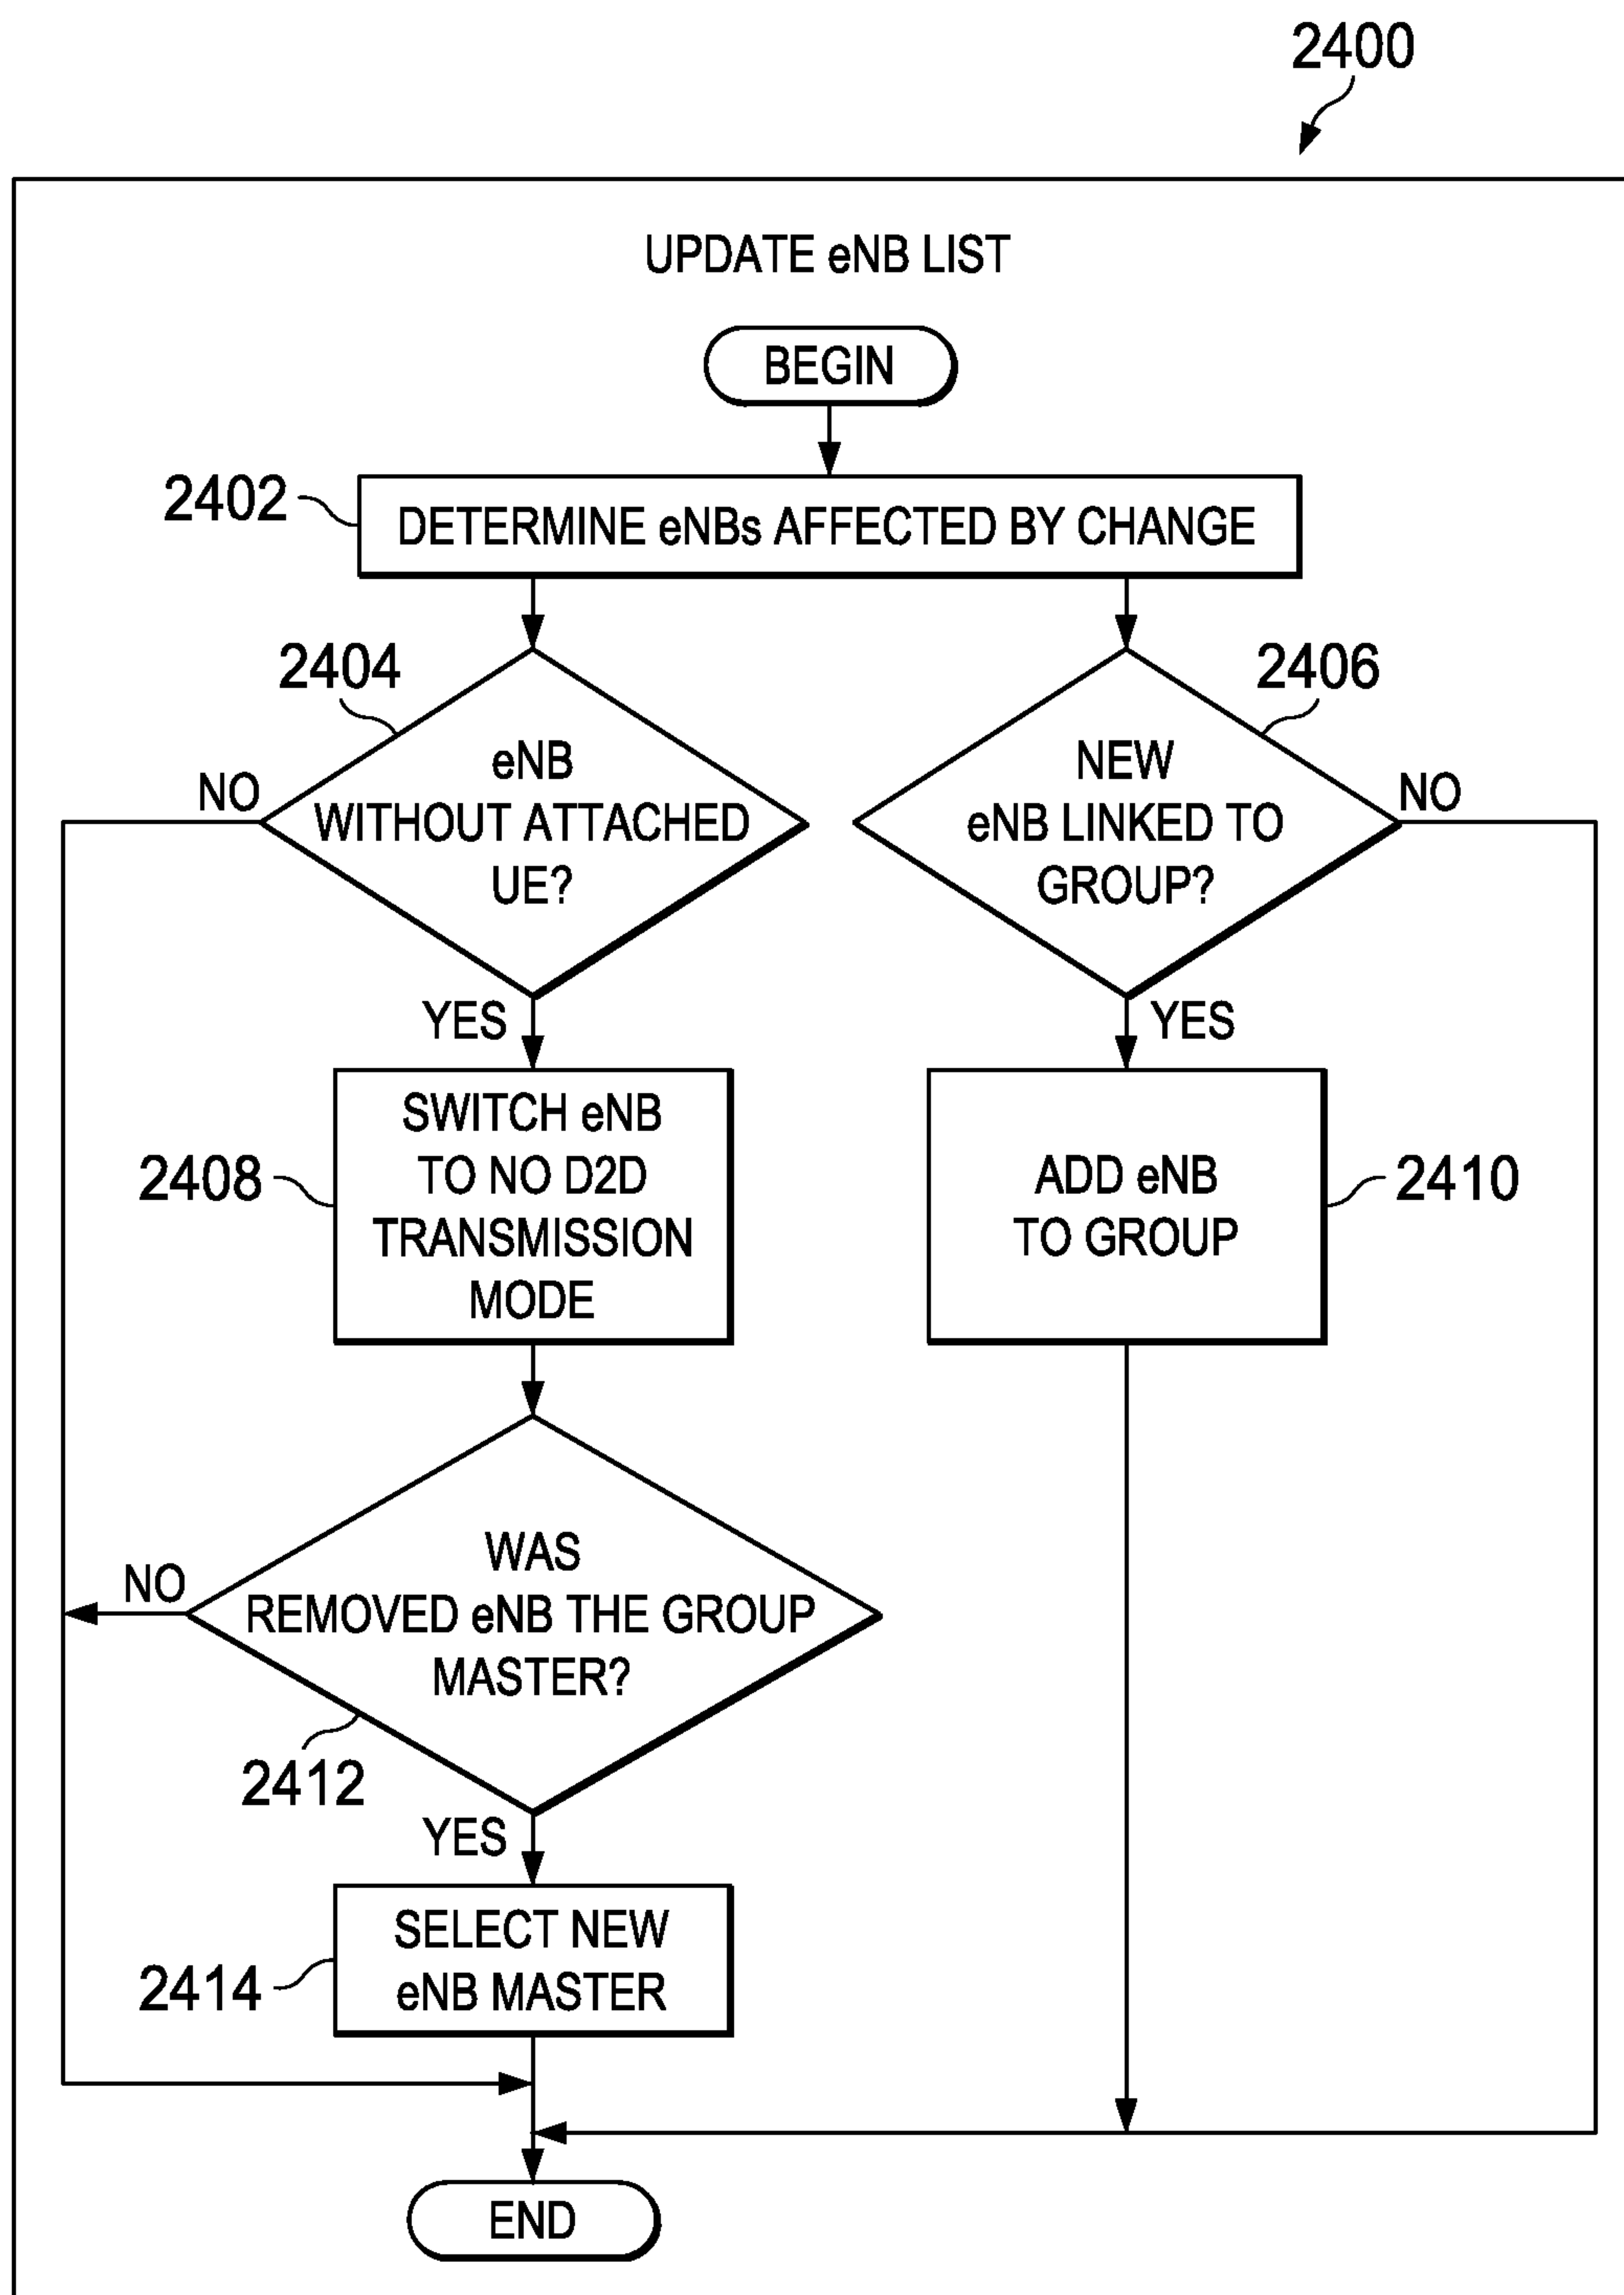 2400
UPDATE eNB LIST
BEGIN
2402
DETERMINE eNBs AFFECTED BY CHANGE
2404
2406
eNB
WITHOUT ATTACHED
UE?
NO
NEW
eNB LINKED TO
GROUP?
NO
YES
YES
2408
SWITCH eNB
TO NO D2D
TRANSMISSION
MODE
ADD eNB
TO GROUP
2410
NO
WAS
REMOVED eNB THE GROUP
MASTER?
2412
YES
2414
SELECT NEW
eNB MASTER
END